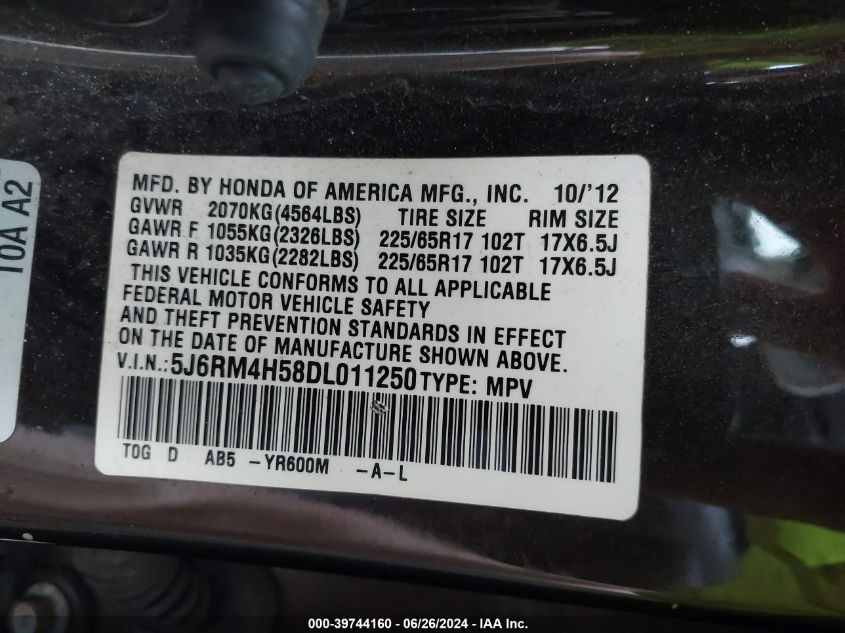 T0A A2
MFD. BY HONDA OF AMERICA MFG., INC. 10/'12
GVWR 2070KG(4564LBS) TIRE SIZE RIM SIZE
GAWR F 1055KG(2326LBS) 225/65R17 102T 17X6.5J
GAWR R 1035KG(2282LBS) 225/65R17 102T 17X6.5J
THIS VEHICLE CONFORMS TO ALL APPLICABLE
FEDERAL MOTOR VEHICLE SAFETY
AND THEFT PREVENTION STANDARDS IN EFFECT
ON THE DATE OF MANUFACTURE SHOWN ABOVE.
V.I.N.:5J6RM4H58DL011250 TYPE: MPV
T0G D AB5 -YR600M -A-L
000-39744160 - 06/26/2024 - IAA Inc.